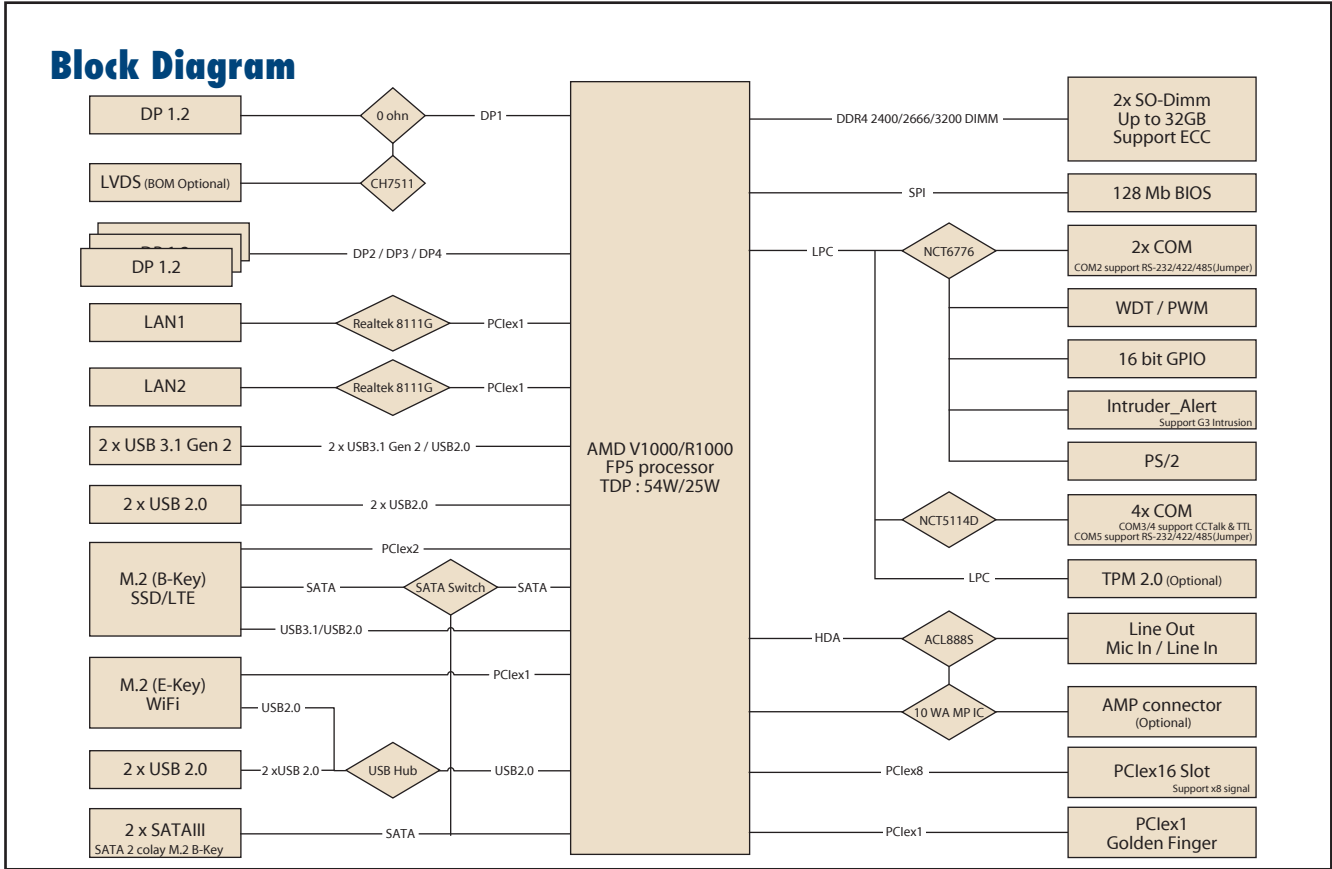 Block Diagram
DP 1.2
0 ohn
DP1
LVDS (BOM Optional)
CH7511
DP 1.2
DP2 / DP3 / DP4
LAN1
Realtek 8111G
PCIex1
LAN2
Realtek 8111G
PCIex1
2 x USB 3.1 Gen 2
2 x USB3.1 Gen 2 / USB2.0
2 x USB 2.0
2 x USB2.0
M.2 (B-Key)
SSD/LTE
PCIex2
SATA
SATA Switch
SATA
USB3.1/USB2.0
M.2 (E-Key)
WiFi
PCIex1
USB2.0
2 x USB 2.0
2 xUSB 2.0
USB Hub
USB2.0
2 x SATAIII
SATA 2 colay M.2 B-Key
SATA
AMD V1000/R1000
FP5 processor
TDP : 54W/25W
DDR4 2400/2666/3200 DIMM
2x SO-Dimm
Up to 32GB
Support ECC
SPI
128 Mb BIOS
LPC
NCT6776
2x COM
COM2 support RS-232/422/485(Jumper)
WDT / PWM
16 bit GPIO
Intruder_Alert
Support G3 Intrusion
PS/2
NCT5114D
4x COM
COM3/4 support CCTalk & TTL
COM5 support RS-232/422/485(Jumper)
LPC
TPM 2.0 (Optional)
HDA
ACL888S
Line Out
Mic In / Line In
10 WA MP IC
AMP connector
(Optional)
PCIex8
PCIex16 Slot
Support x8 signal
PCIex1
PCIex1
Golden Finger